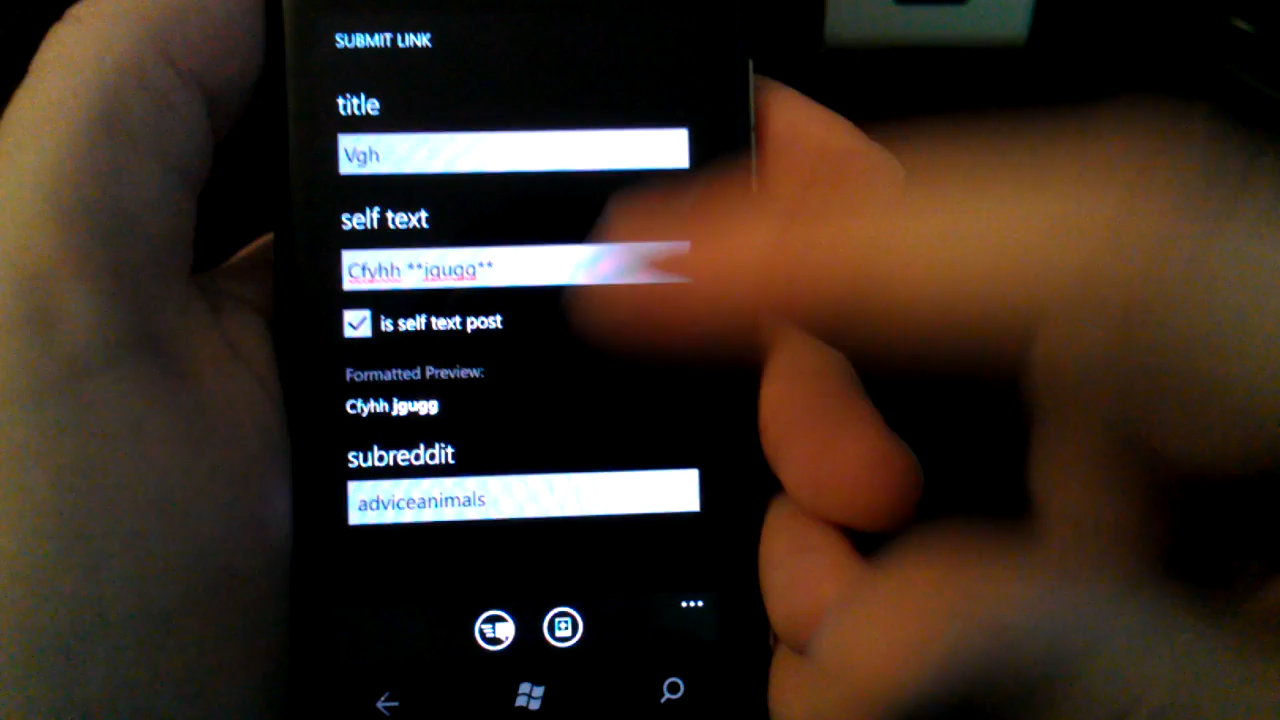 SUBMIT LINK
title
Vgh
self text
Cfyhh **jgugg**
is self text post
Formatted Preview:
Cfyhh jgugg
subreddit
adviceanimals